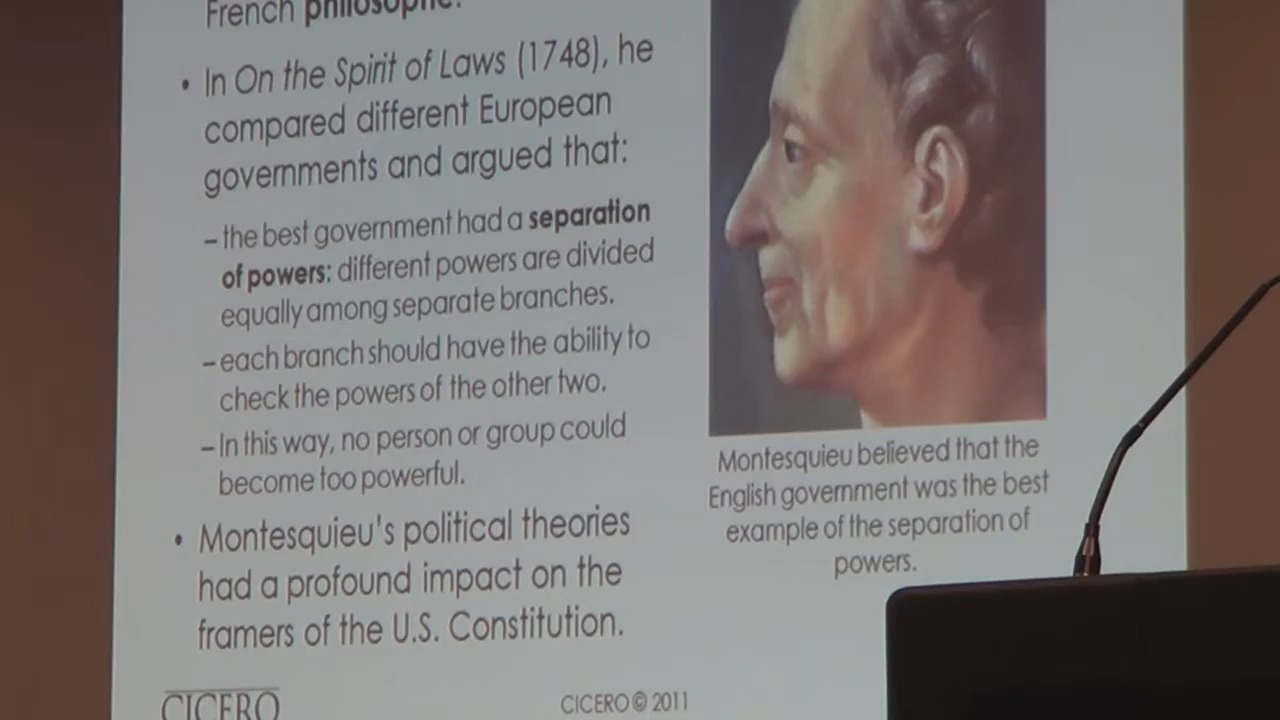 French philosophe.
• In On the Spirit of Laws (1748), he
compared different European
governments and argued that:
– the best government had a separation
of powers: different powers are divided
equally among separate branches.
– each branch should have the ability to
check the powers of the other two.
– In this way, no person or group could
become too powerful.
• Montesquieu's political theories
had a profound impact on the
framers of the U.S. Constitution.
Montesquieu believed that the
English government was the best
example of the separation of
powers.
CICERO
CICERO © 2011